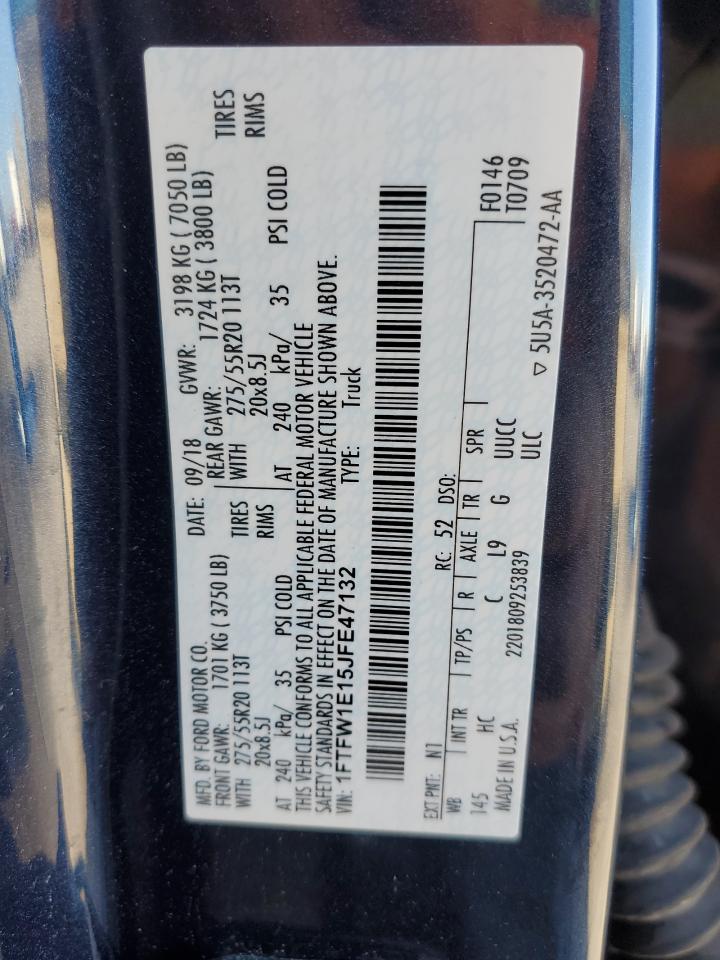 MFD. BY FORD MOTOR CO. DATE: 09/18 GVWR: 3198 KG ( 7050 LB)
FRONT GAWR: 1701 KG ( 3750 LB) REAR GAWR: 1724 KG ( 3800 LB)
WITH 275/55R20 113T TIRES WITH 275/55R20 113T TIRES
20x8.5J RIMS 20x8.5J RIMS
AT 240 kPa/ 35 PSI COLD AT 240 kPa/ 35 PSI COLD
THIS VEHICLE CONFORMS TO ALL APPLICABLE FEDERAL MOTOR VEHICLE
SAFETY STANDARDS IN EFFECT ON THE DATE OF MANUFACTURE SHOWN ABOVE.
VIN: 1FTFW1E15JFE47132 TYPE: Truck
EXT PNT: N1 RC: 52 DSO:
WB INT TR TP/PS R AXLE TR SPR F0146
145 HC C L9 G UUCC T0709
MADE IN U.S.A. 2201809253839 ULC
▽ 5U5A-3520472-AA